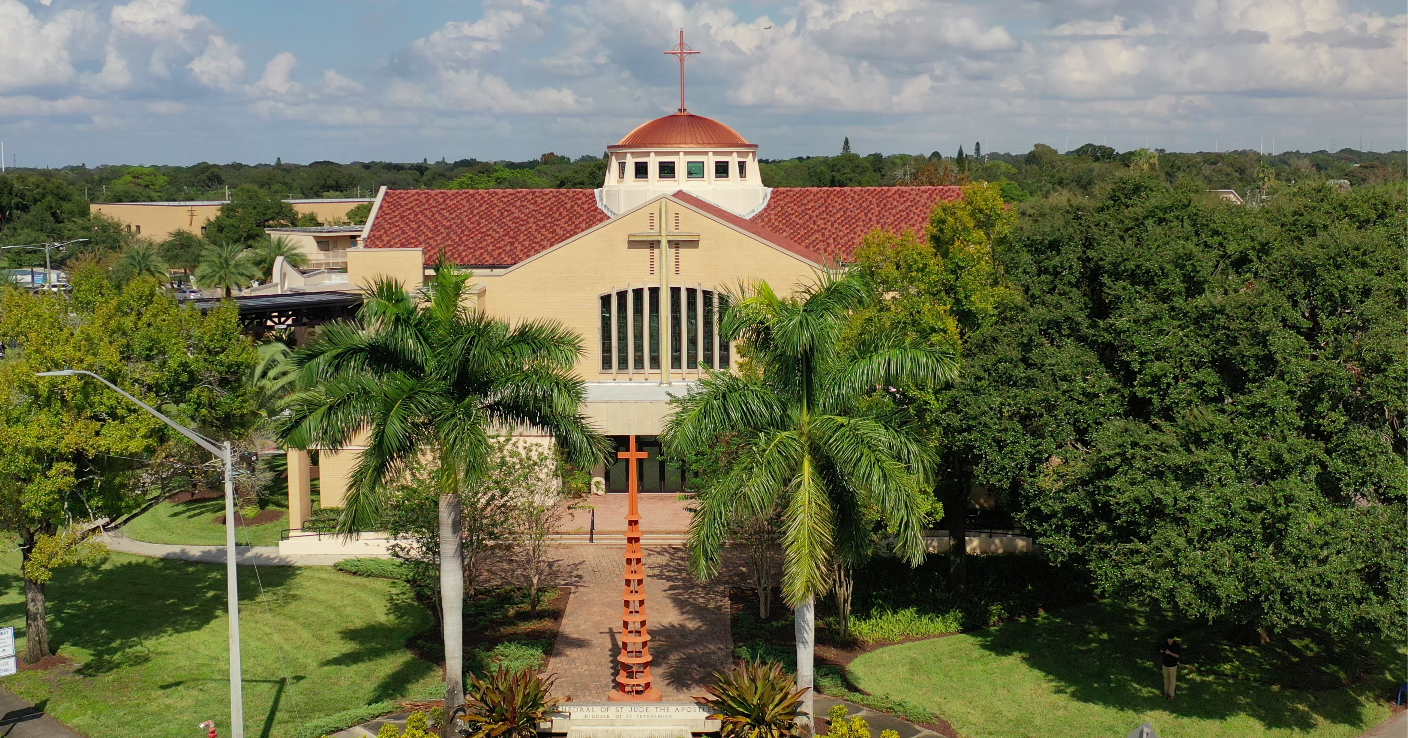 CATHEDRAL OF ST JUDE THE APOSTLE
DIOCESE OF ST PETERSBURG